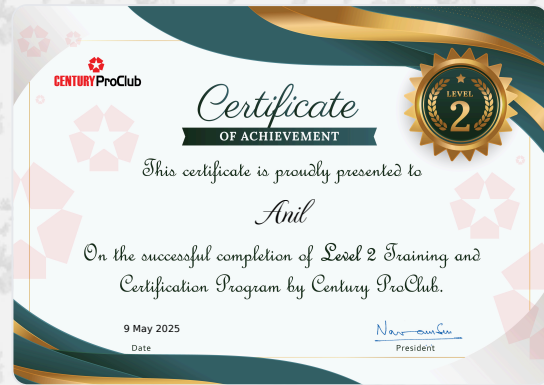 CENTURY ProClub
Certificate
OF ACHIEVEMENT
LEVEL
2
This certificate is proudly presented to
Anil
On the successful completion of Level 2 Training and
Certification Program by Century ProClub.
9 May 2025
Date
President